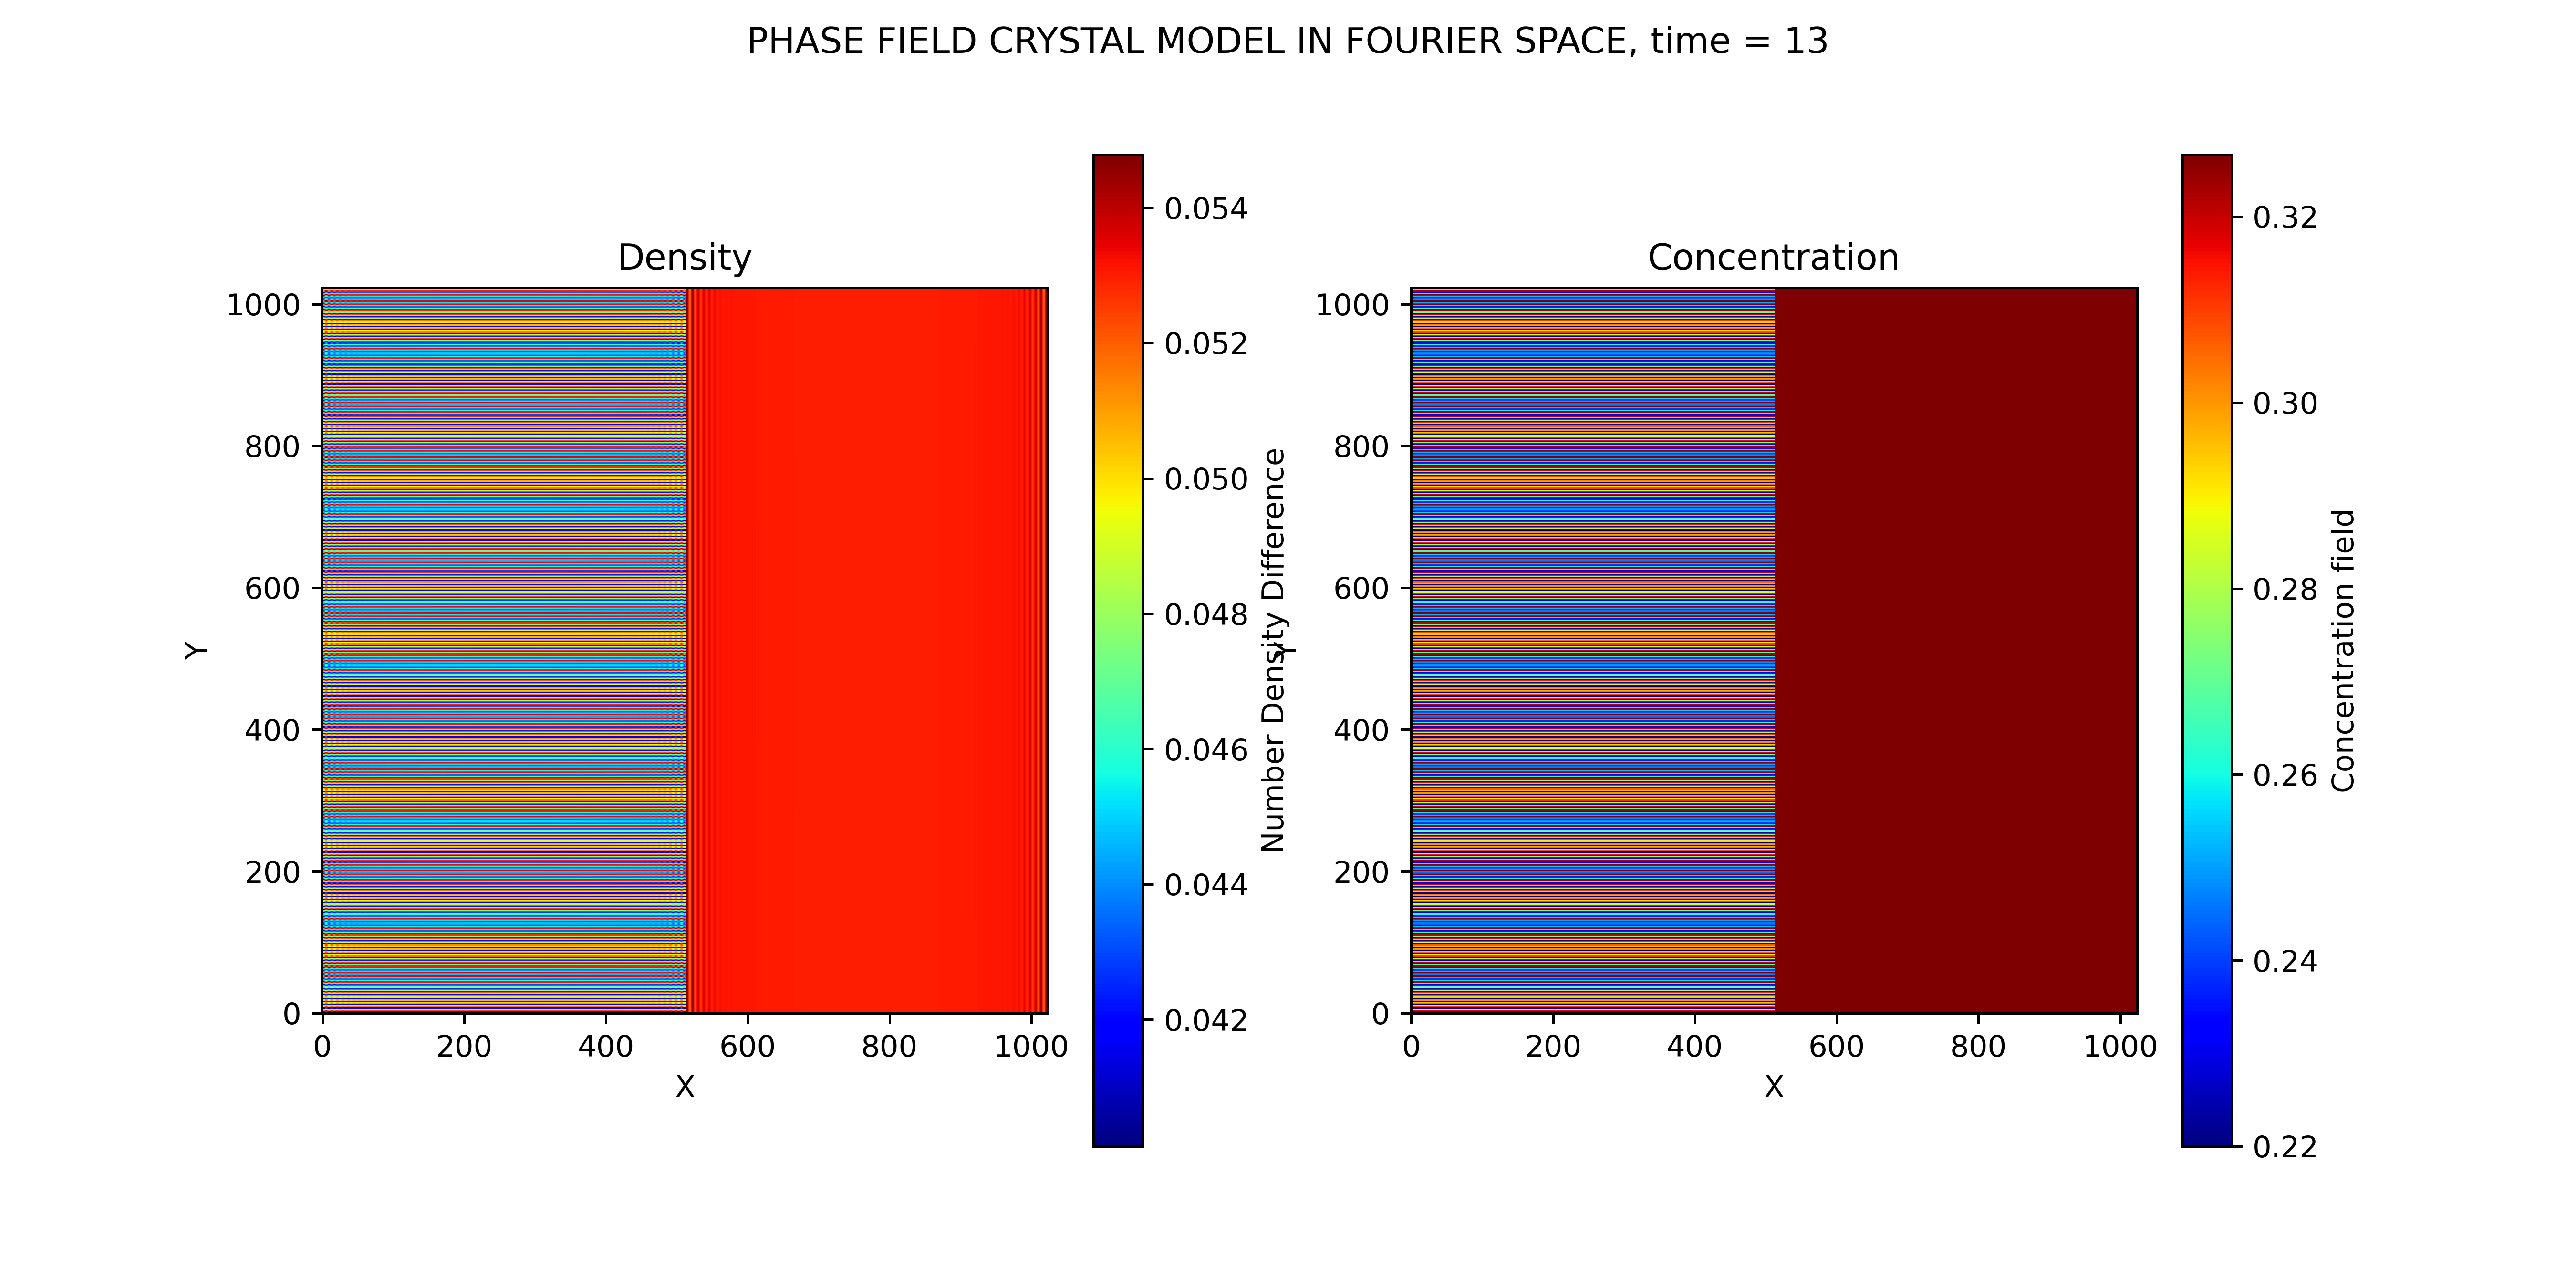 PHASE FIELD CRYSTAL MODEL IN FOURIER SPACE, time = 13
Density
Y
1000
800
600
400
200
0
0 200 400 600 800 1000
X
0.054
0.052
0.050
0.048
0.046
0.044
0.042
Number Density Difference
Concentration
Y
1000
800
600
400
200
0
0 200 400 600 800 1000
X
0.32
0.30
0.28
0.26
0.24
0.22
Concentration field